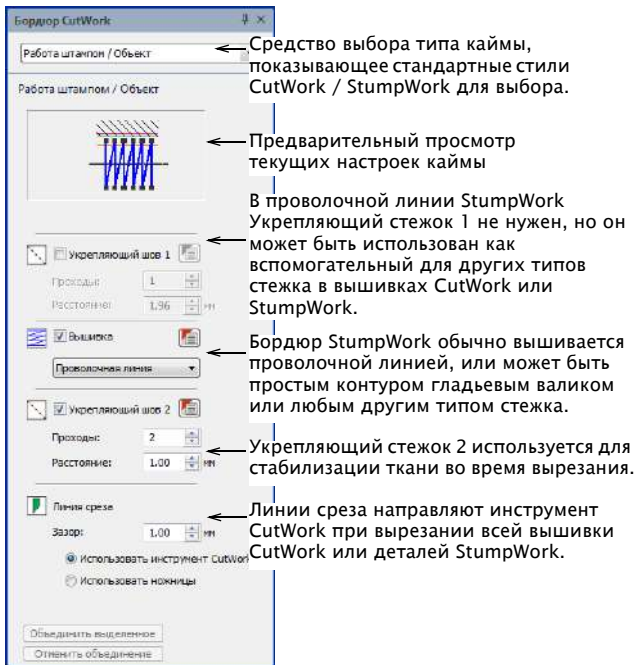 Бордюр CutWork
Работа штампом / Объект
Средство выбора типа каймы,
показывающее стандартные стили
CutWork / StumpWork для выбора.
Работа штампом / Объект
Предварительный просмотр
текущих настроек каймы
В проволочной линии StumpWork
Укрепляющий стежок 1 не нужен, но он
может быть использован как
вспомогательный для других типов
стежка в вышивках CutWork или
StumpWork.
Укрепляющий шов 1
Проходы: 1
Расстояние: 1.96 мм
Вышивка
Проволочная линия
Бордюр StumpWork обычно вышивается
проволочной линией, или может быть
простым контуром гладьевым валиком
или любым другим типом стежка.
Укрепляющий шов 2
Проходы: 2
Расстояние: 1.00 мм
Укрепляющий стежок 2 используется для
стабилизации ткани во время вырезания.
Линия среза
Зазор: 1.00 мм
Использовать инструмент CutWork
Использовать ножницы
Линии среза направляют инструмент
CutWork при вырезании всей вышивки
CutWork или деталей StumpWork.
Объединить выделенное
Отменить объединение